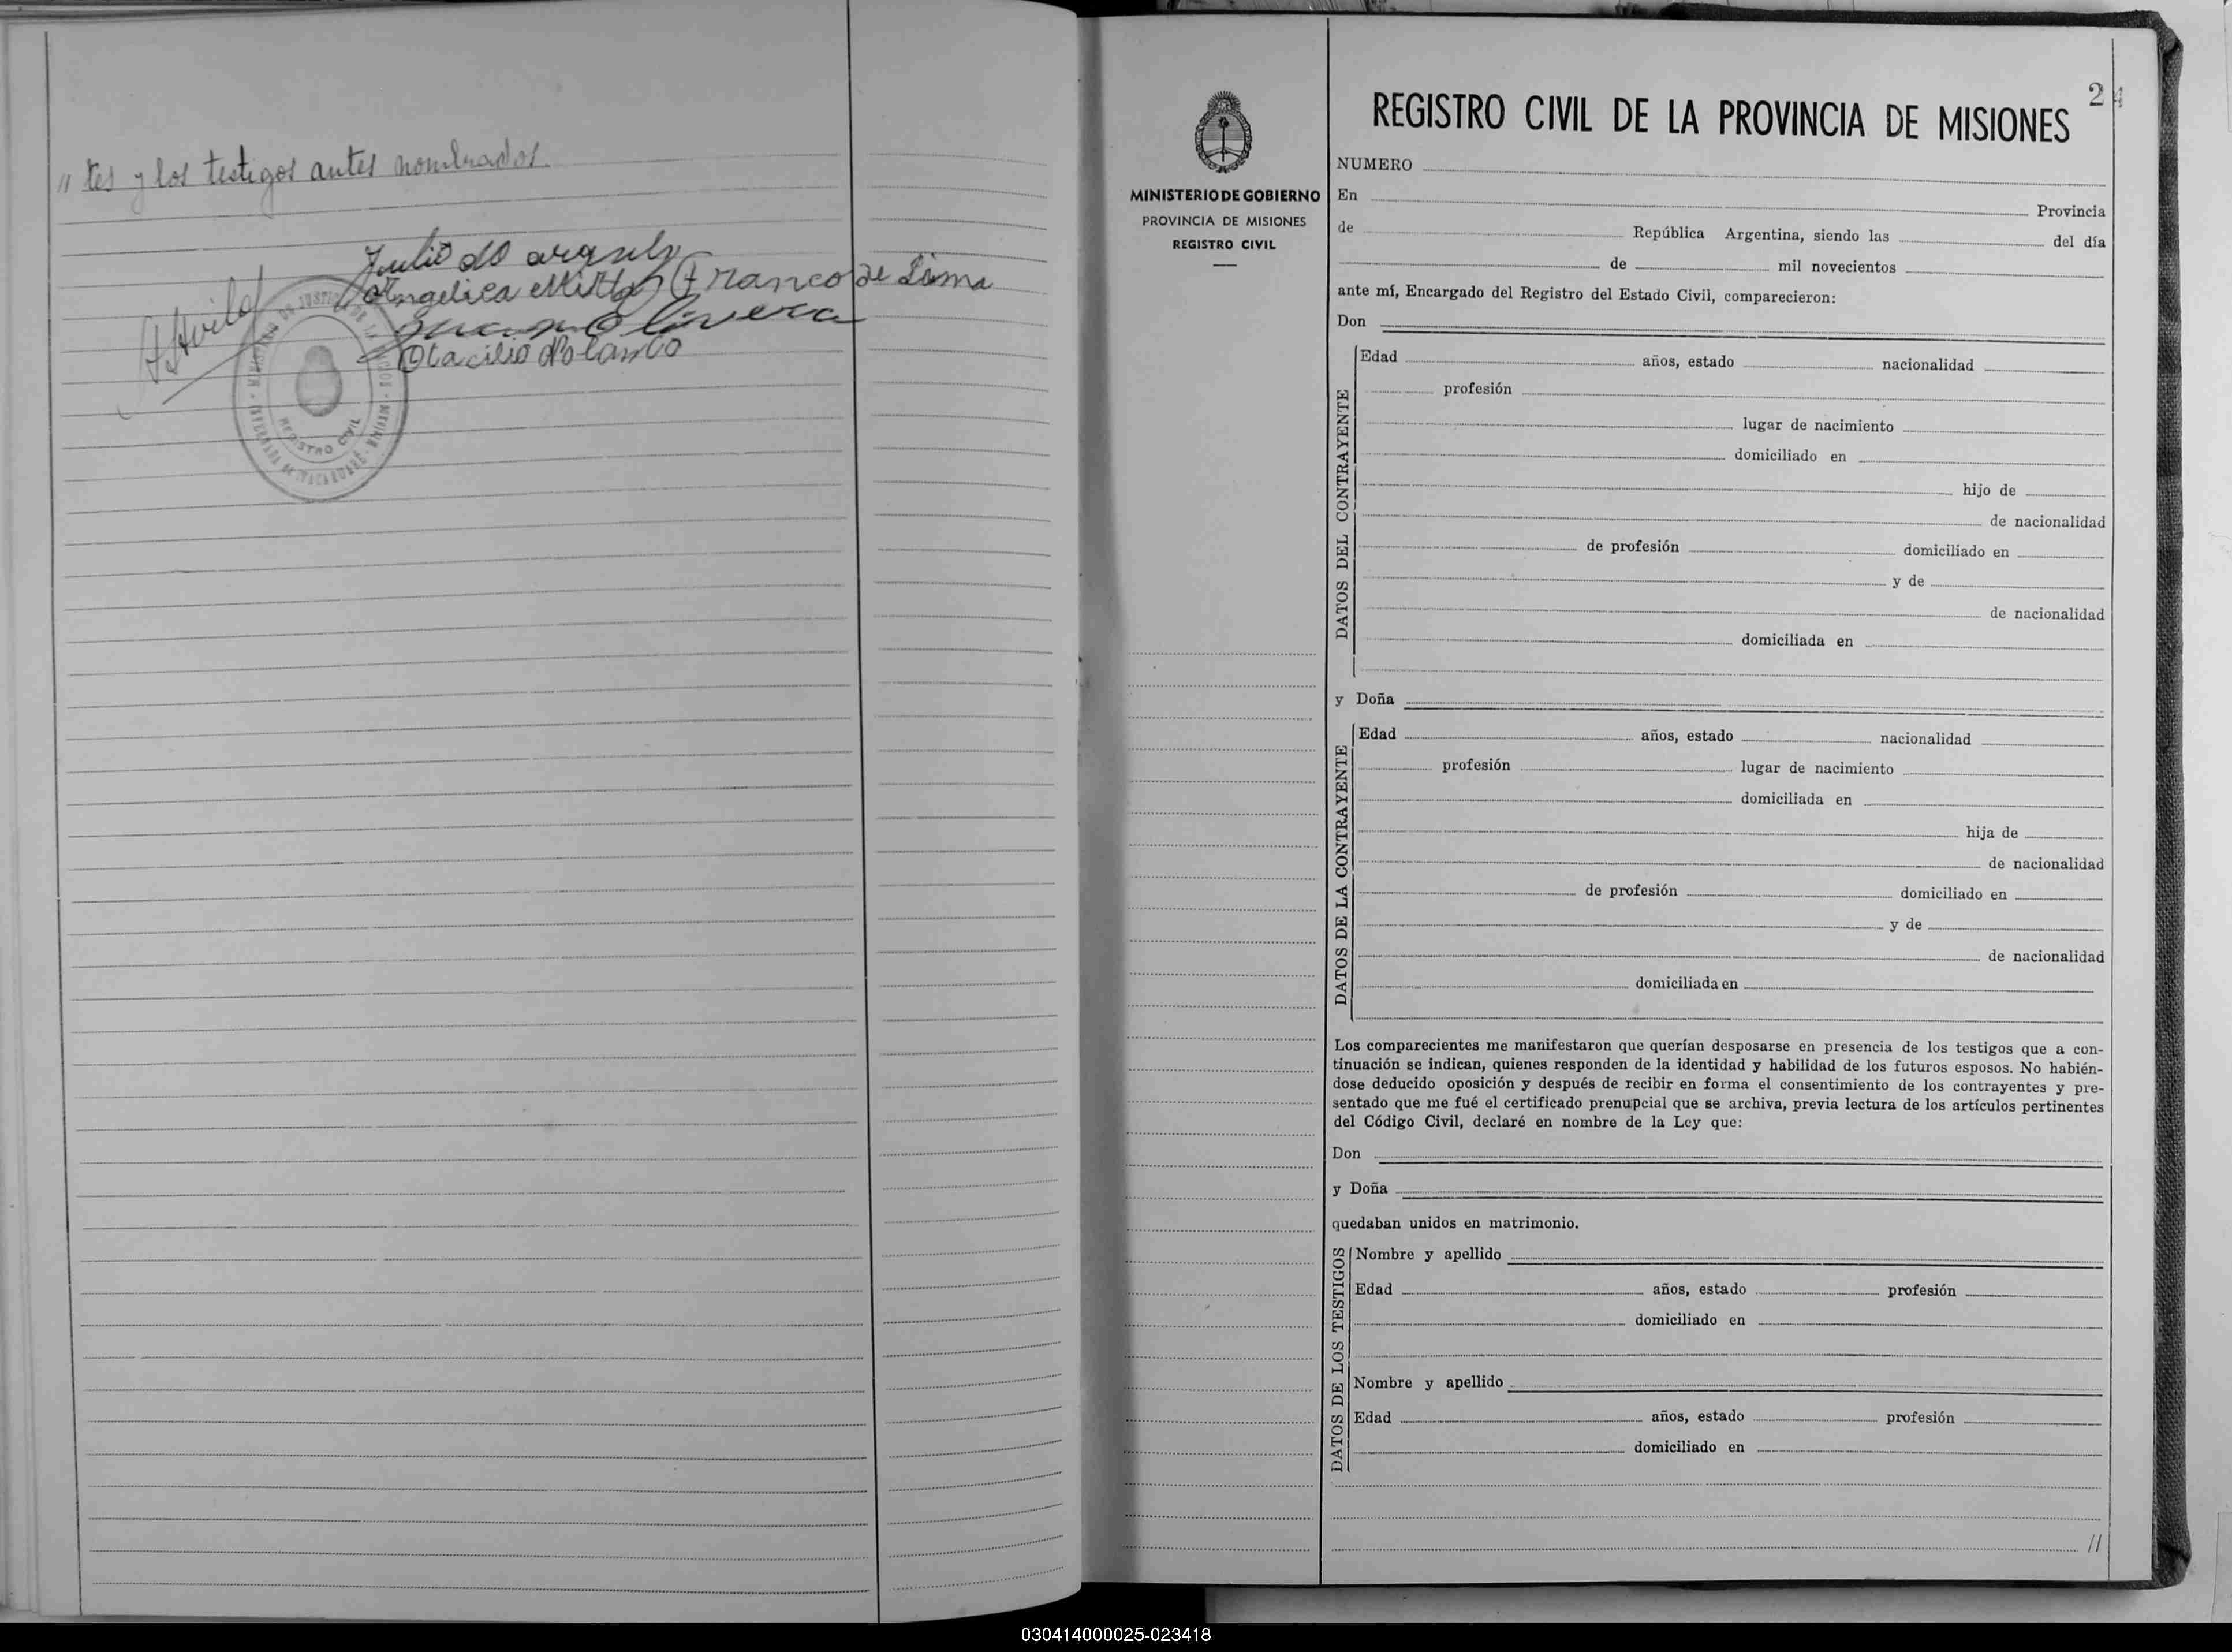 // tes y los testigos antes nombrados.
Julio do
Angelica Mirta Franco de Lima
Juan Olivera
Otacilio Polanco
AAvila
REGISTRO CIVIL
24
REGISTRO CIVIL DE LA PROVINCIA DE MISIONES
MINISTERIO DE GOBIERNO
PROVINCIA DE MISIONES
REGISTRO CIVIL
NUMERO
En Provincia
de República Argentina, siendo las del día
de mil novecientos
ante mí, Encargado del Registro del Estado Civil, comparecieron:
Don
DATOS DEL CONTRAYENTE
Edad años, estado nacionalidad
profesión
lugar de nacimiento
domiciliado en
hijo de
de nacionalidad
de profesión domiciliado en
y de
de nacionalidad
domiciliada en
y Doña
DATOS DE LA CONTRAYENTE
Edad años, estado nacionalidad
profesión lugar de nacimiento
domiciliada en
hija de
de nacionalidad
de profesión domiciliado en
y de
de nacionalidad
domiciliada en
Los comparecientes me manifestaron que querían desposarse en presencia de los testigos que a con-
tinuación se indican, quienes responden de la identidad y habilidad de los futuros esposos. No habién-
dose deducido oposición y después de recibir en forma el consentimiento de los contrayentes y pre-
sentado que me fué el certificado prenupcial que se archiva, previa lectura de los artículos pertinentes
del Código Civil, declaré en nombre de la Ley que:
Don
y Doña
quedaban unidos en matrimonio.
DATOS DE LOS TESTIGOS
Nombre y apellido
Edad años, estado profesión
domiciliado en
Nombre y apellido
Edad años, estado profesión
domiciliado en
//
030414000025-023418